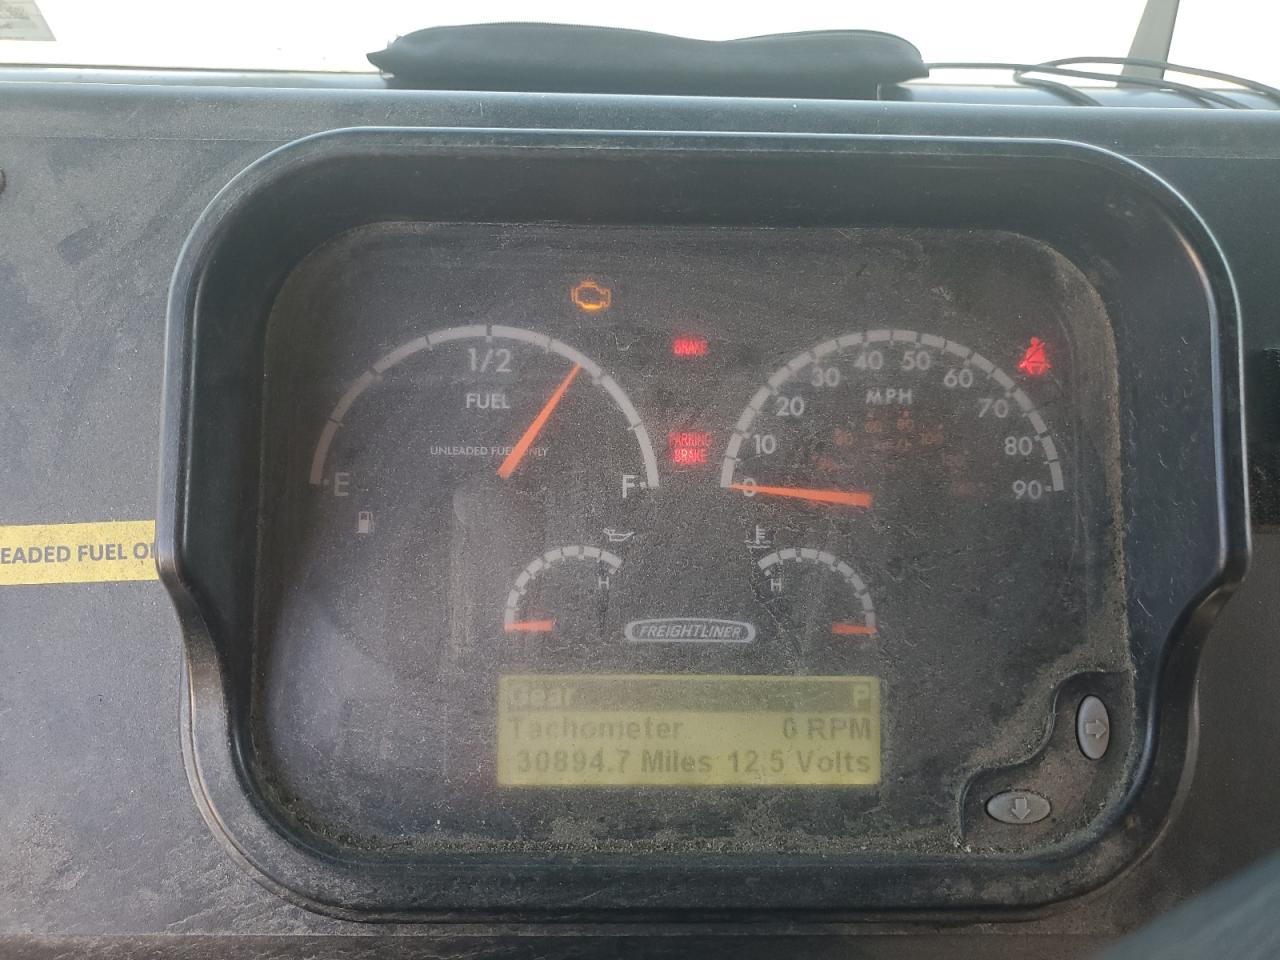 1/2
FUEL
UNLEADED FUEL ONLY
E
F
BRAKE
PARKING
BRAKE
0
10
20
30
40
50
60
70
80
90
MPH
H
H
EADED FUEL O
FREIGHTLINER
Gear P
Tachometer 0 RPM
30894.7 Miles 12.5 Volts